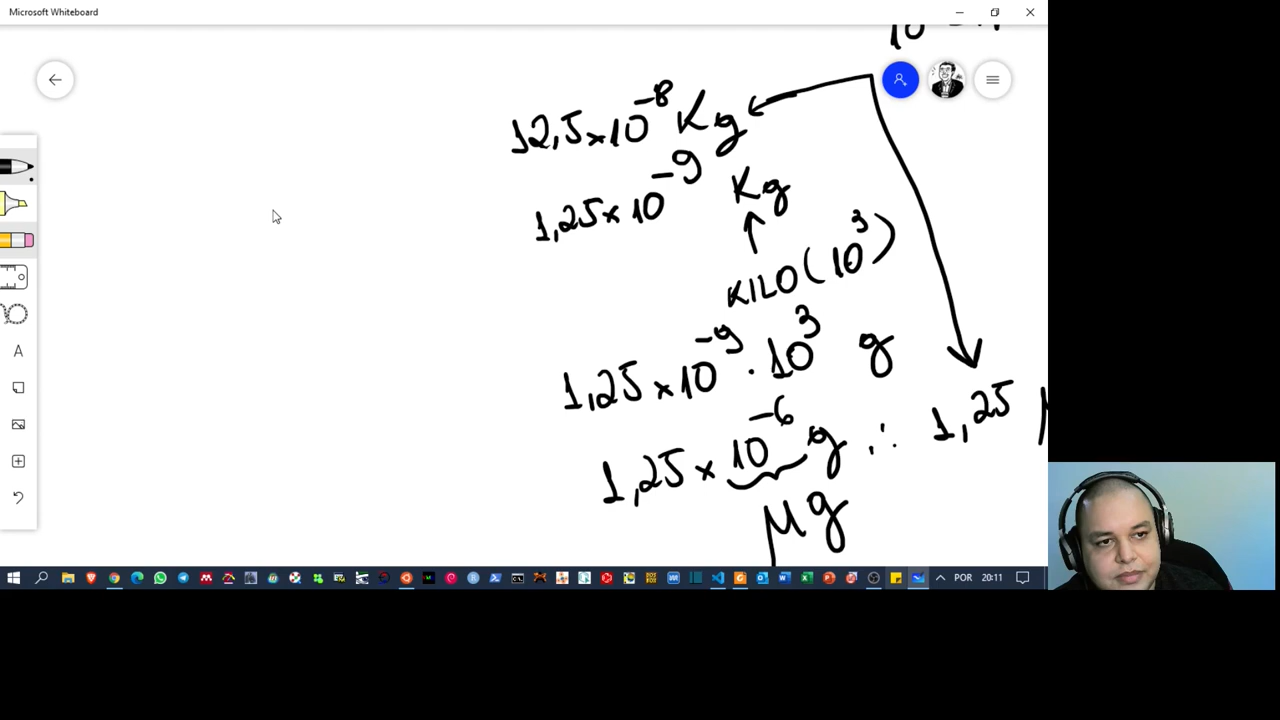 Microsoft Whiteboard
12,5×10⁻⁸ Kg
1,25×10⁻⁹ Kg
↑
KILO(10³)
1,25×10⁻⁹·10³ g
1,25×10⁻⁶ g ∴ 1,25
μg
A
POR 20:11